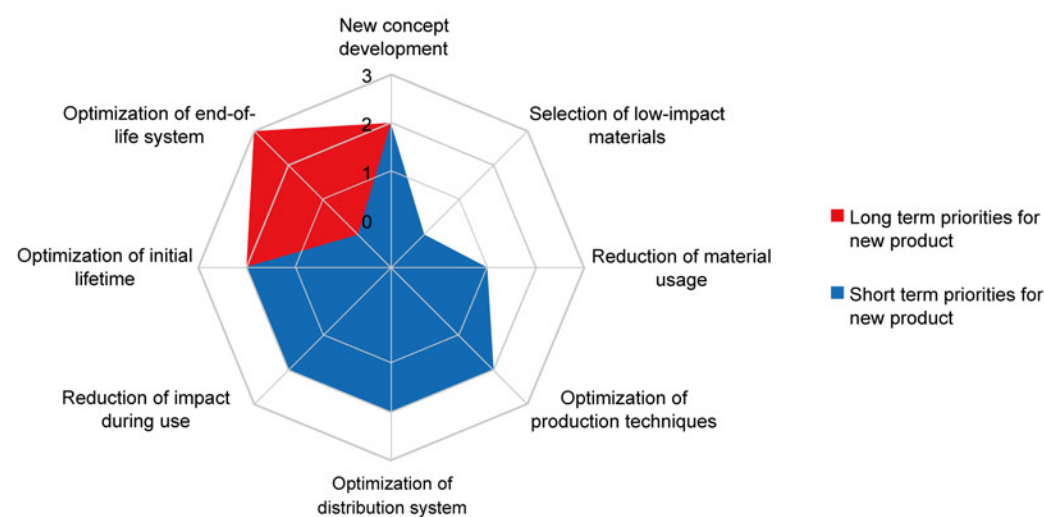 New concept
development
3
Optimization of end-of-
life system
Selection of low-impact
materials
2
1
0
Optimization of initial
lifetime
Reduction of material
usage
Long term priorities for
new product
Short term priorities for
new product
Reduction of impact
during use
Optimization of
production techniques
Optimization of
distribution system